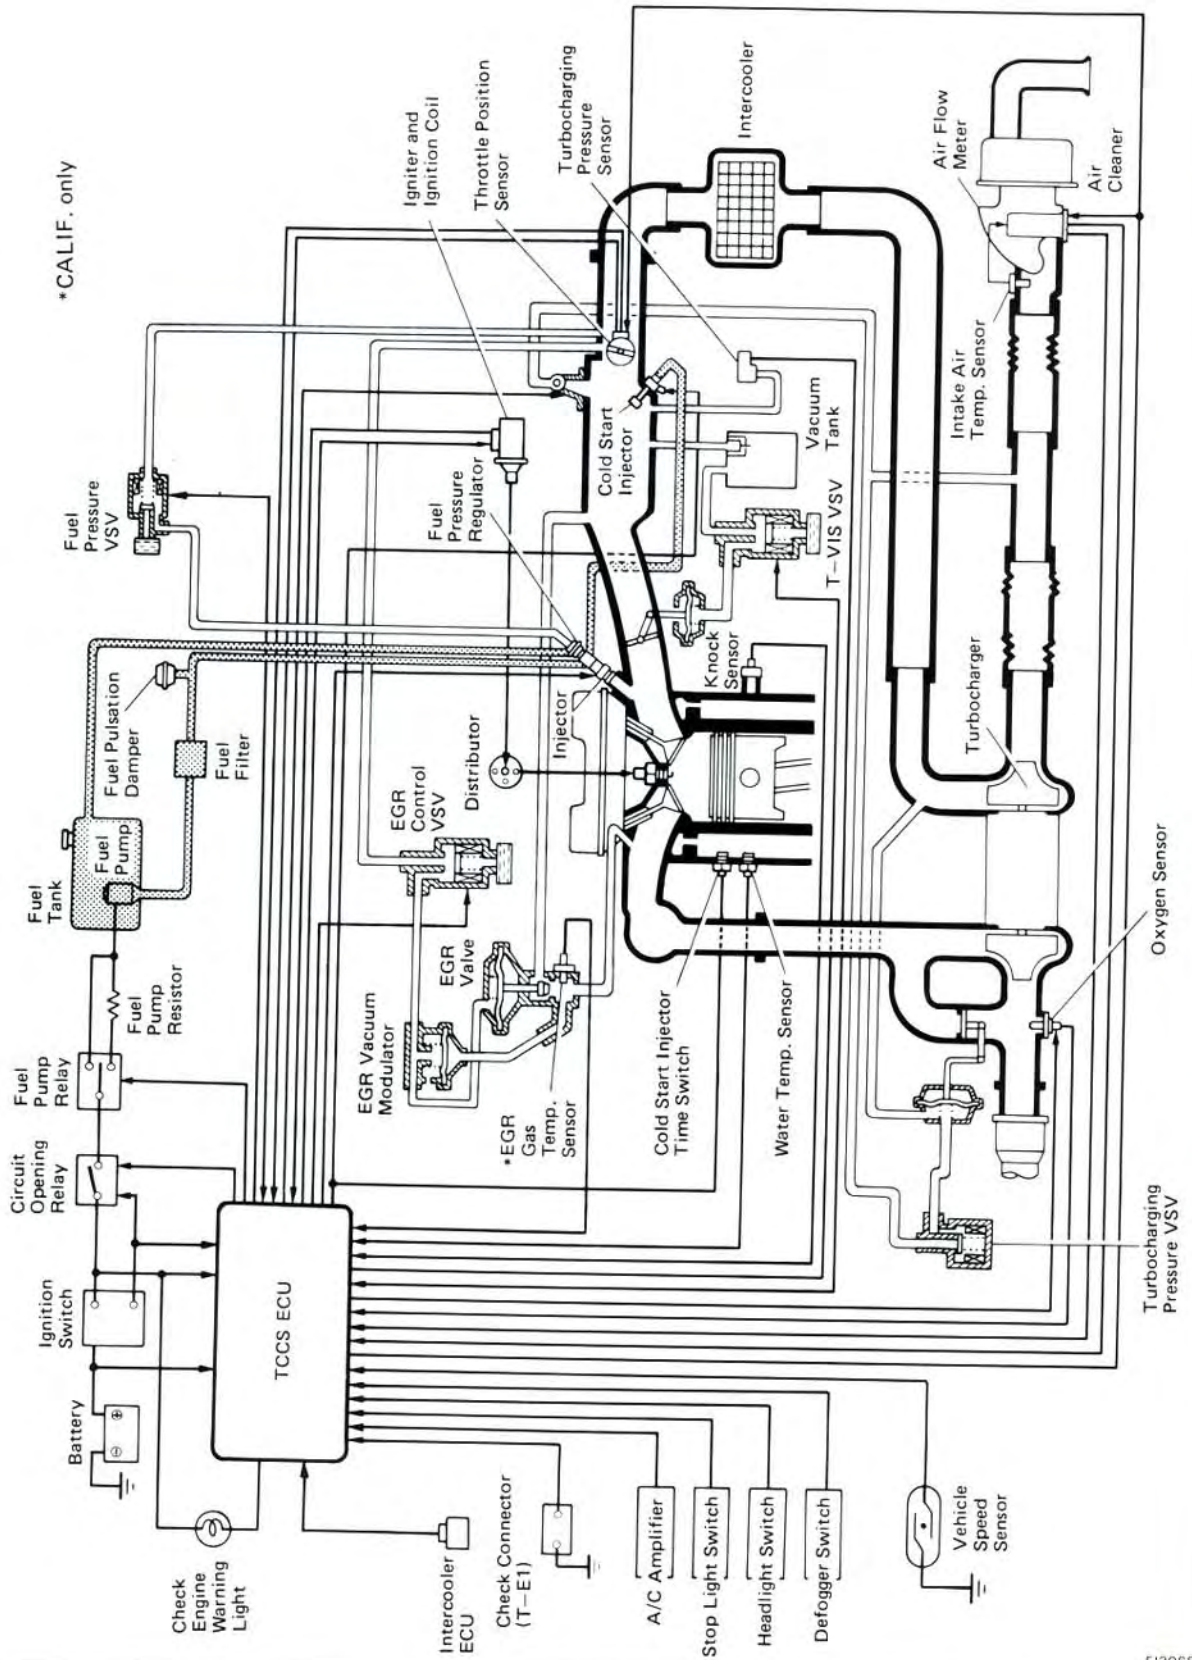 *CALIF. only
Fuel
Tank
Fuel
Pump
Fuel Pulsation
Damper
Fuel
Filter
Fuel
Pressure
VSV
Fuel
Pump
Resistor
Fuel
Pump
Relay
Circuit
Opening
Relay
Ignition
Switch
Battery
Check
Engine
Warning
Light
TCCS ECU
Igniter and
Ignition Coil
Throttle Position
Sensor
Turbocharging
Pressure
Sensor
Intercooler
Fuel
Pressure
Regulator
Cold Start
Injector
Vacuum
Tank
T-VIS VSV
Knock
Sensor
Injector
Distributor
EGR
Control
VSV
EGR
Valve
EGR Vacuum
Modulator
*EGR
Gas
Temp.
Sensor
Cold Start Injector
Time Switch
Water Temp. Sensor
Air Flow
Meter
Air
Cleaner
Intake Air
Temp. Sensor
Turbocharger
Oxygen Sensor
Turbocharging
Pressure VSV
Intercooler
ECU
Check Connector
(T-E1)
A/C Amplifier
Stop Light Switch
Headlight Switch
Defogger Switch
Vehicle
Speed
Sensor